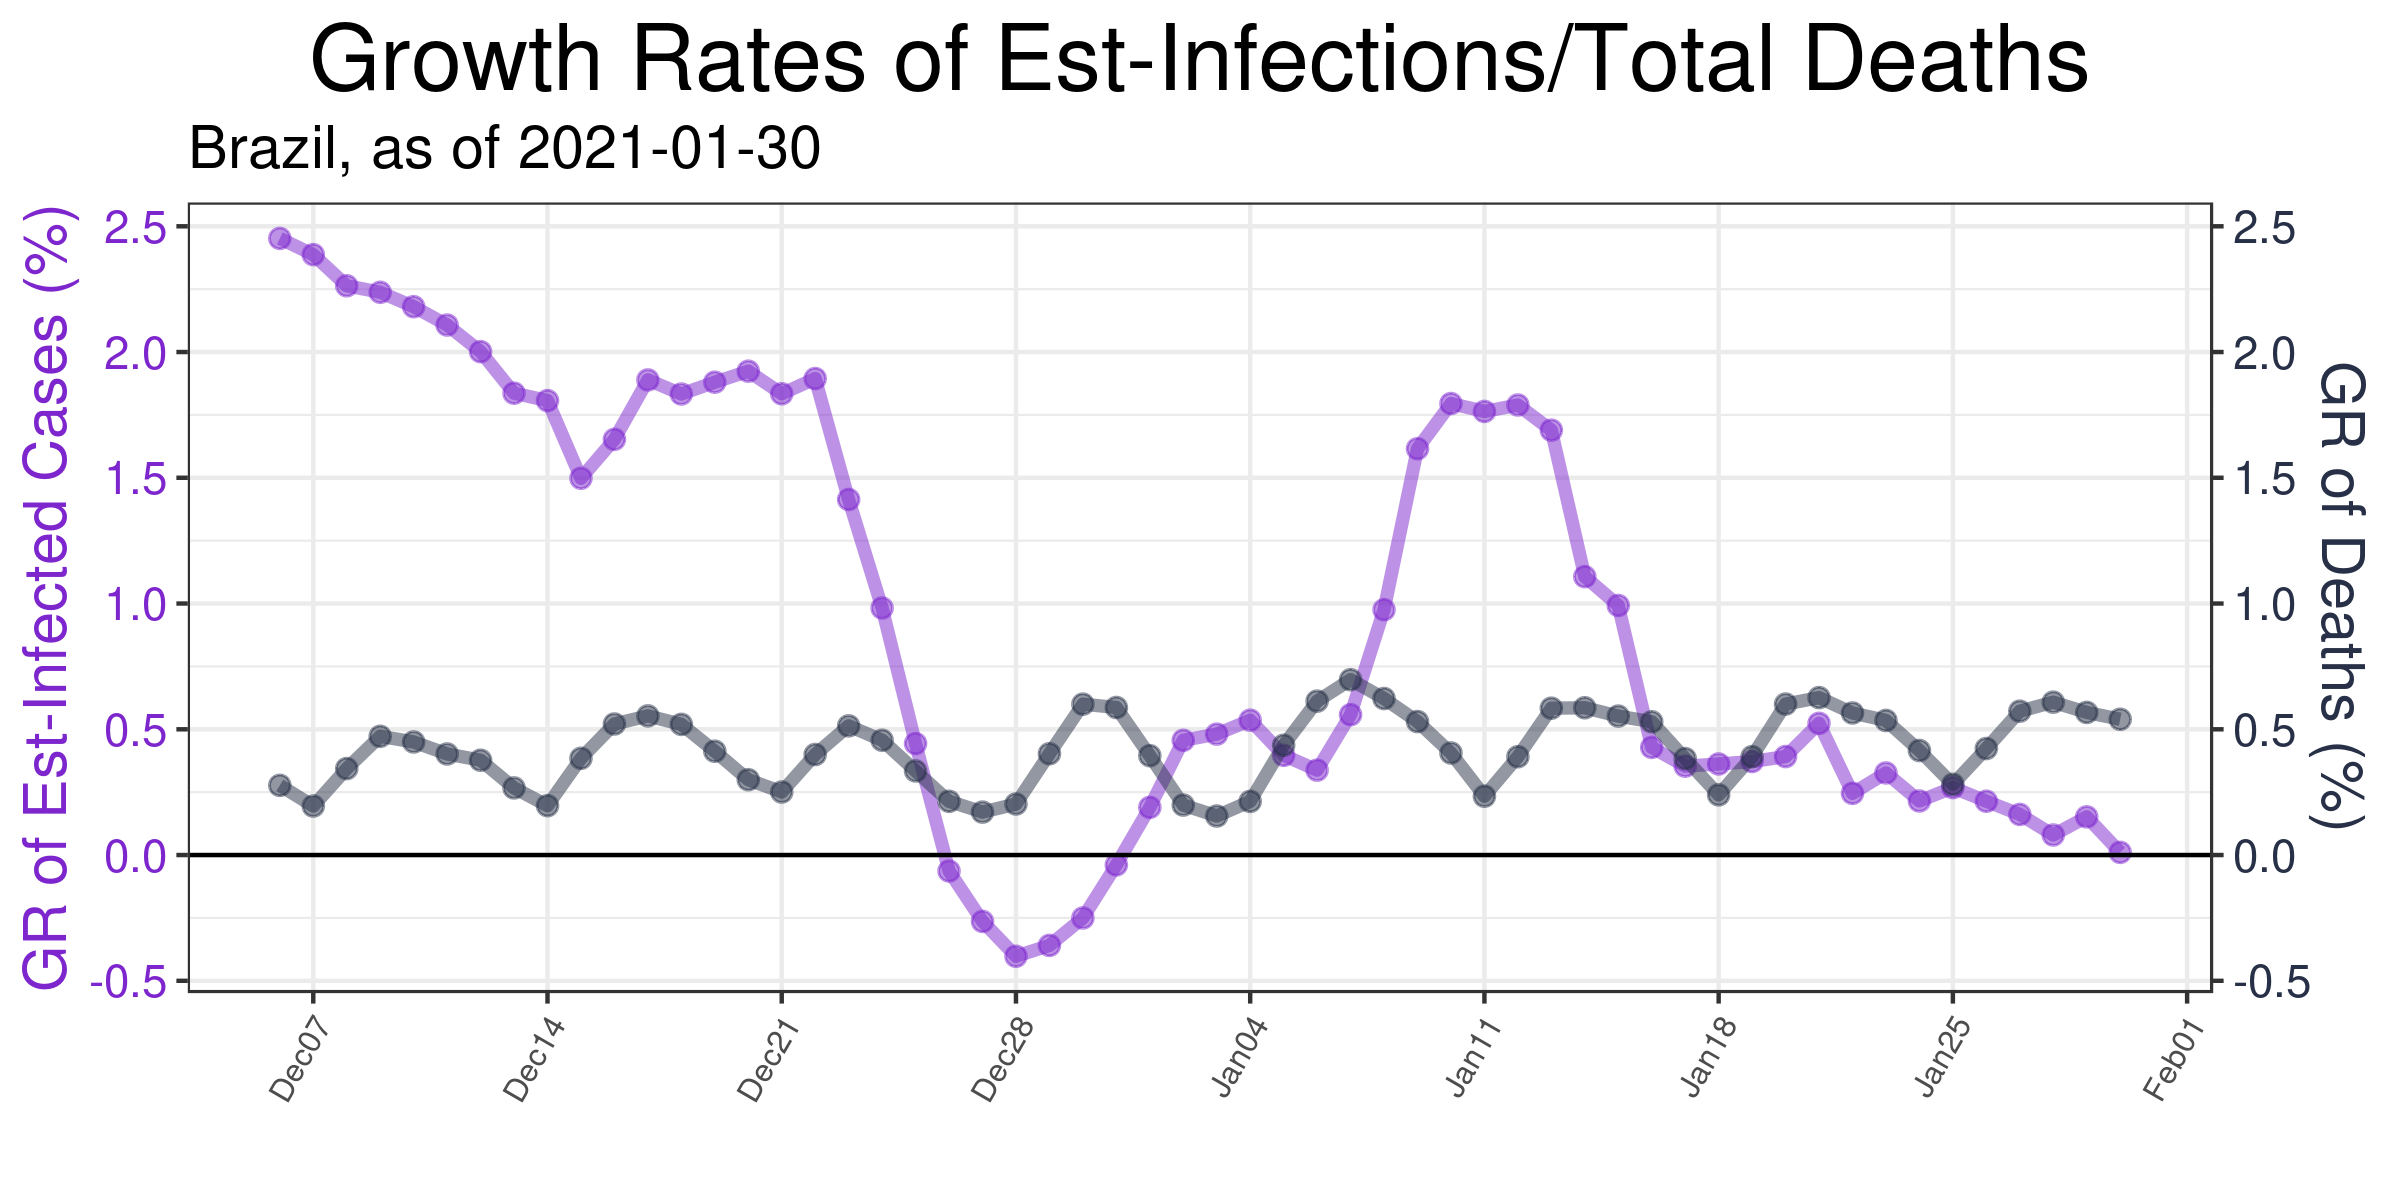 Growth Rates of Est-Infections/Total Deaths
Brazil, as of 2021-01-30
GR of Est-Infected Cases (%)
2.5
2.0
1.5
1.0
0.5
0.0
-0.5
2.5
2.0
1.5
1.0
0.5
0.0
-0.5
GR of Deaths (%)
Dec07
Dec14
Dec21
Dec28
Jan04
Jan11
Jan18
Jan25
Feb01